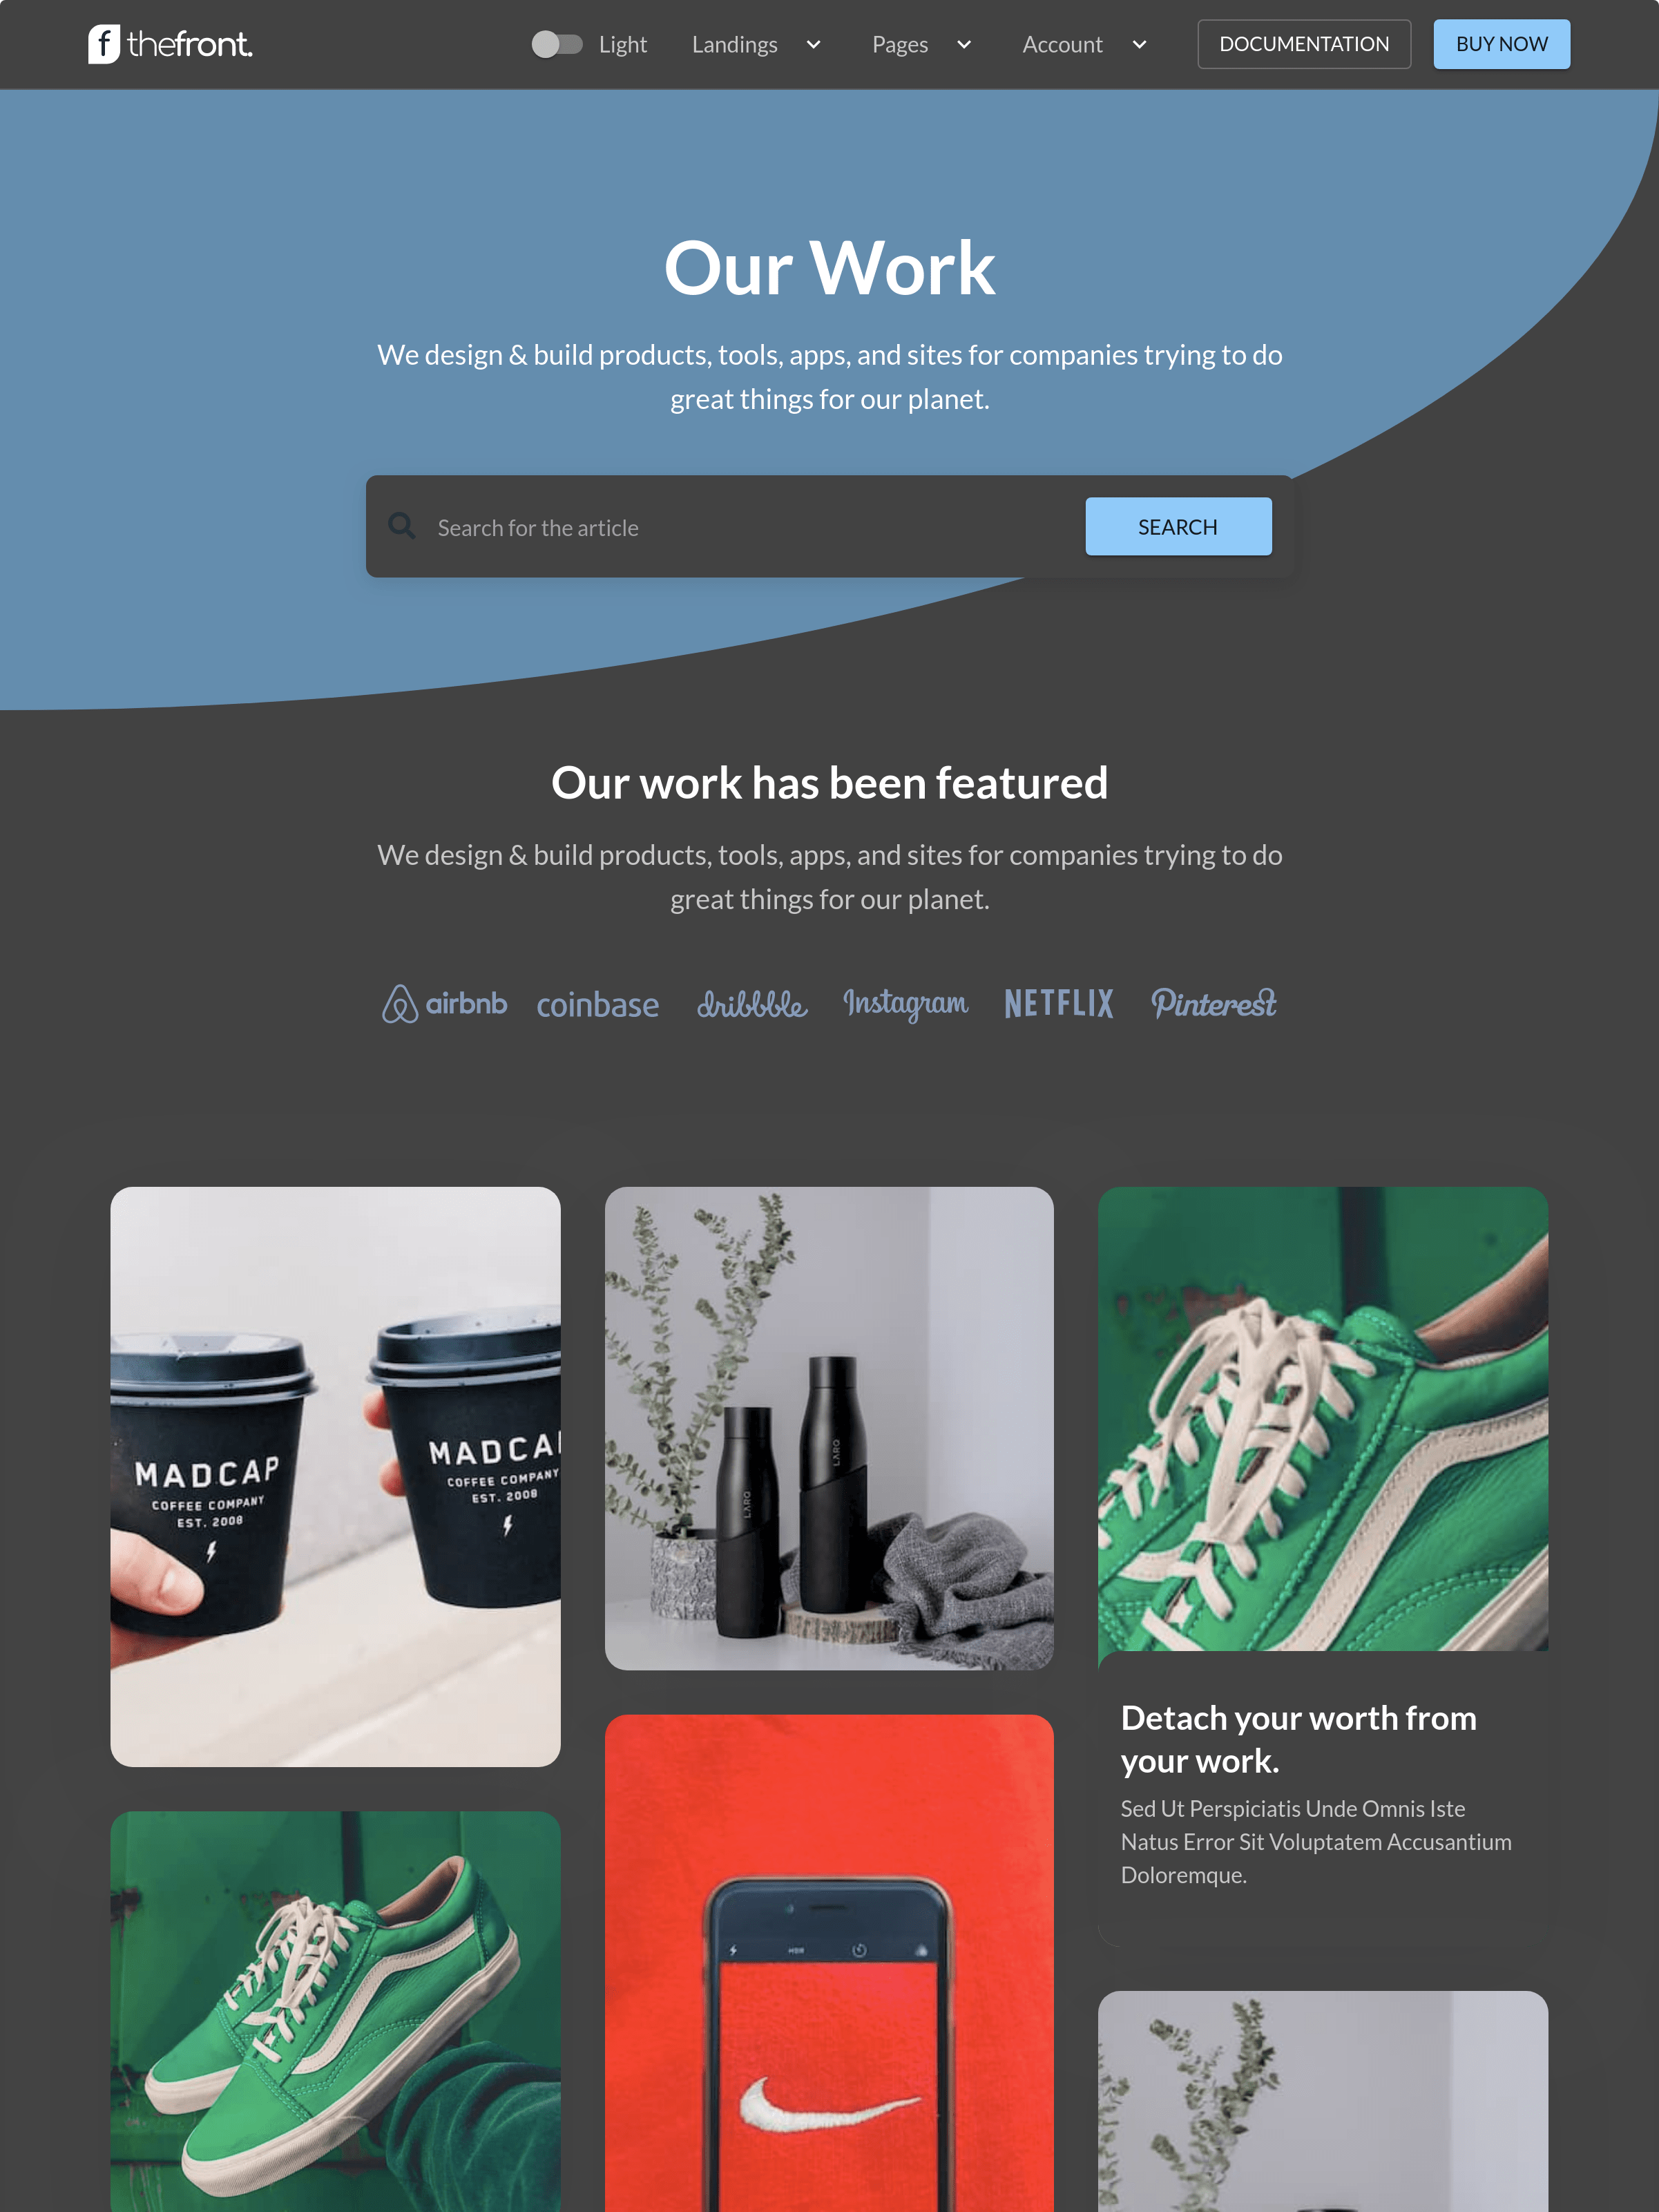 f thefront.
Light
Landings
Pages
Account
DOCUMENTATION
BUY NOW
Our Work
We design & build products, tools, apps, and sites for companies trying to do
great things for our planet.
Search for the article
SEARCH
Our work has been featured
We design & build products, tools, apps, and sites for companies trying to do
great things for our planet.
airbnb
coinbase
dribbble
Instagram
NETFLIX
Pinterest
MADCAP
COFFEE COMPANY
EST. 2008
MADCA
COFFEE COMPANY
EST. 2008
LARQ
LARQ
Detach your worth from
your work.
Sed Ut Perspiciatis Unde Omnis Iste
Natus Error Sit Voluptatem Accusantium
Doloremque.
HDR